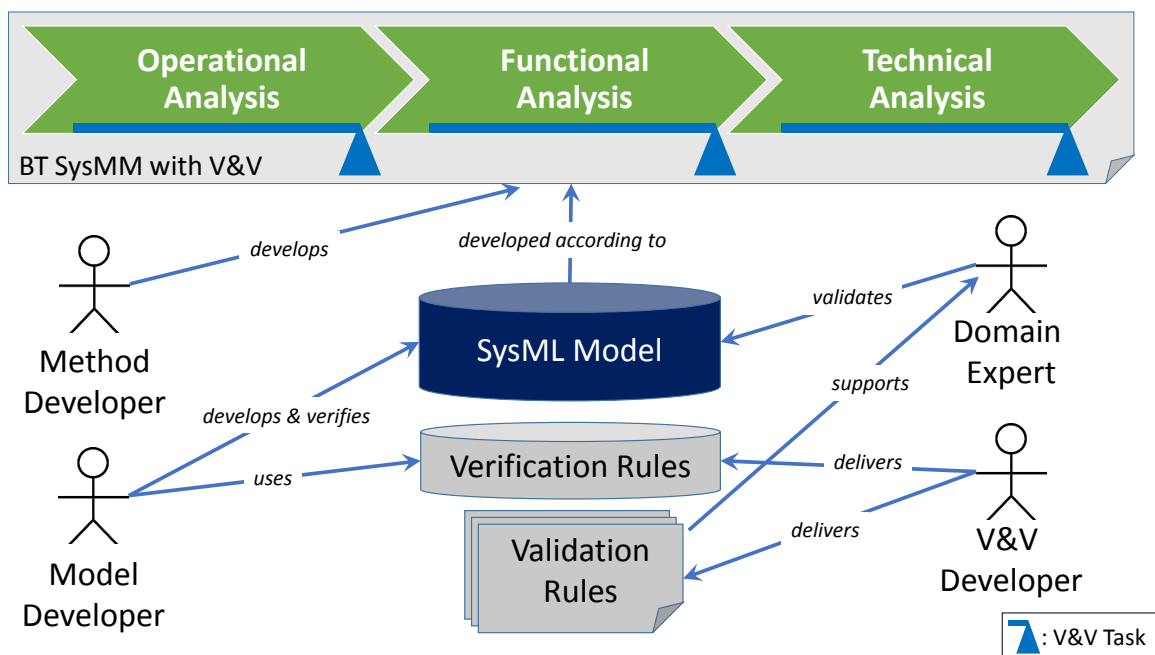 Operational
Analysis
Functional
Analysis
Technical
Analysis
BT SysMM with V&V
develops
developed according to
validates
Method
Developer
SysML Model
Domain
Expert
supports
develops & verifies
uses
Verification Rules
delivers
delivers
Model
Developer
Validation
Rules
V&V
Developer
: V&V Task